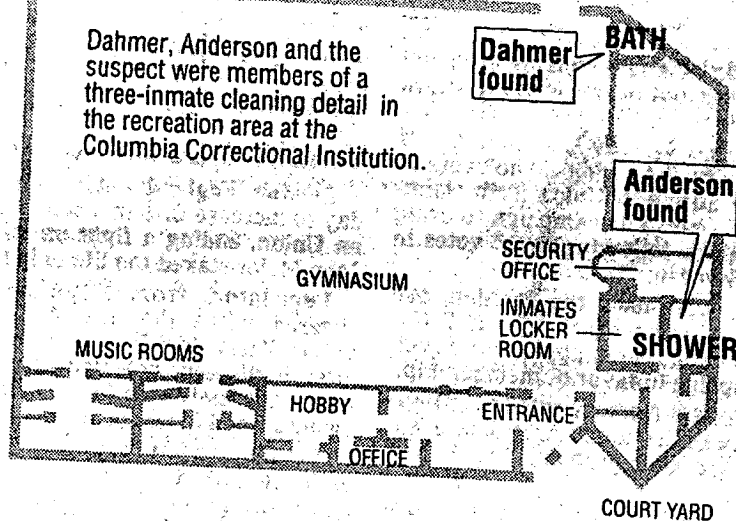 Dahmer, Anderson and the
suspect were members of a
three-inmate cleaning detail in
the recreation area at the
Columbia Correctional Institution.
Dahmer
found
BATH
Anderson
found
SECURITY
OFFICE
GYMNASIUM
INMATES
LOCKER
ROOM
SHOWER
MUSIC ROOMS
HOBBY
ENTRANCE
OFFICE
COURT YARD